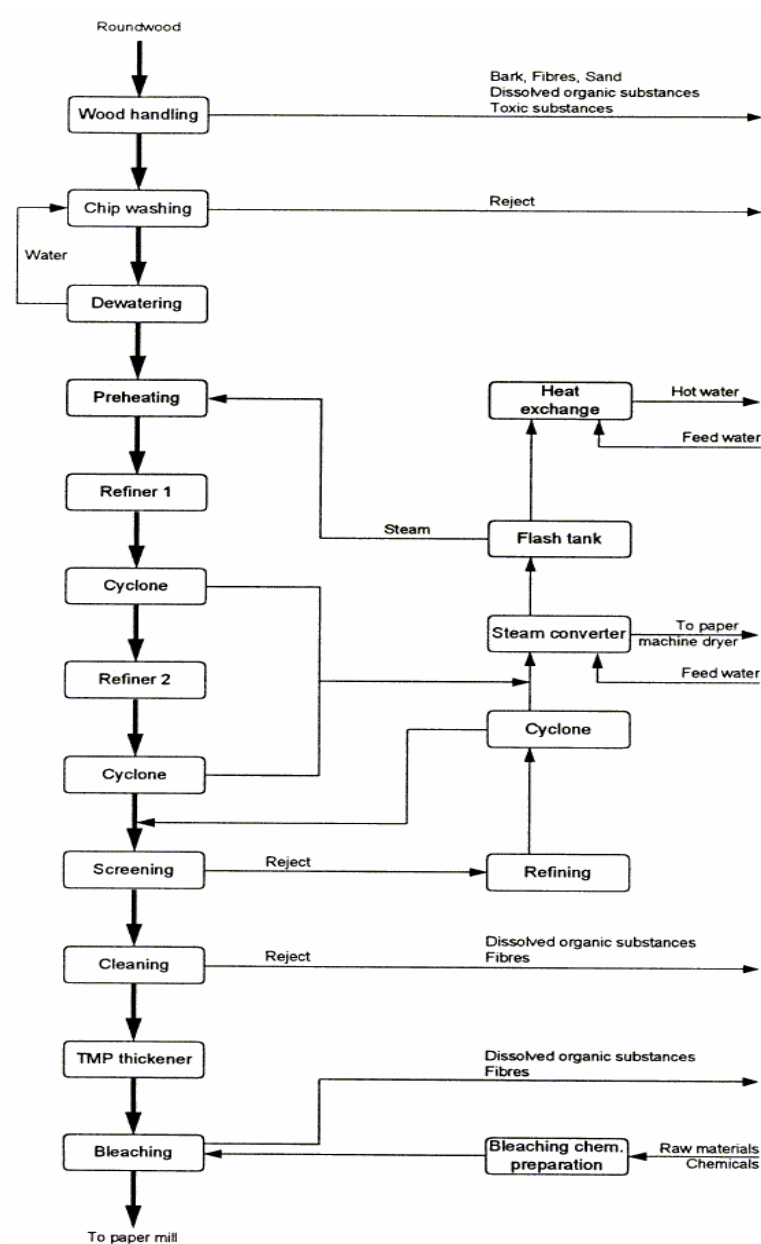 Roundwood
Bark, Fibres, Sand
Dissolved organic substances
Toxic substances
Wood handling
Chip washing
Reject
Water
Dewatering
Preheating
Heat
exchange
Hot water
Feed water
Refiner 1
Steam
Flash tank
Cyclone
Steam converter
To paper
machine dryer
Refiner 2
Feed water
Cyclone
Cyclone
Screening
Reject
Refining
Cleaning
Reject
Dissolved organic substances
Fibres
TMP thickener
Dissolved organic substances
Fibres
Bleaching
Bleaching chem.
preparation
Raw materials
Chemicals
To paper mill